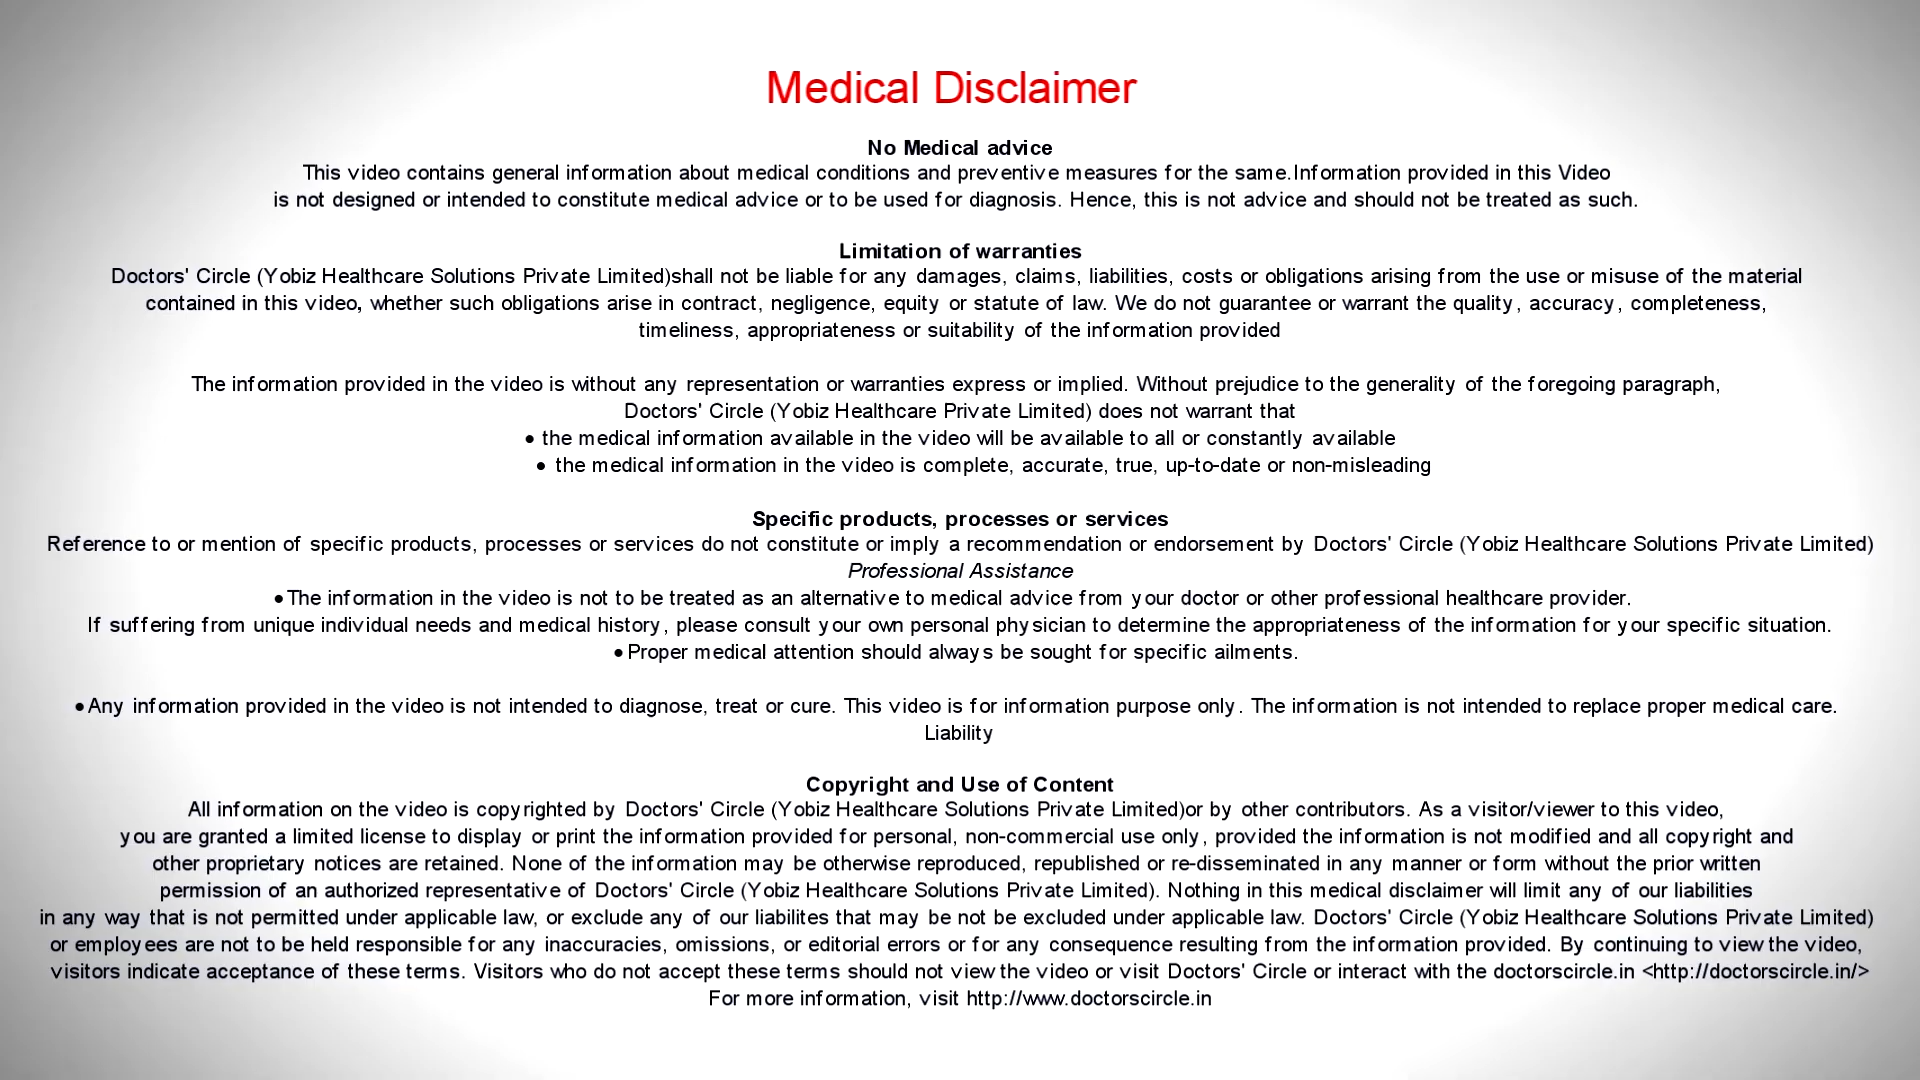 Medical Disclaimer
No Medical advice
This video contains general information about medical conditions and preventive measures for the same.Information provided in this Video
is not designed or intended to constitute medical advice or to be used for diagnosis. Hence, this is not advice and should not be treated as such.
Limitation of warranties
Doctors' Circle (Yobiz Healthcare Solutions Private Limited)shall not be liable for any damages, claims, liabilities, costs or obligations arising from the use or misuse of the material
contained in this video, whether such obligations arise in contract, negligence, equity or statute of law. We do not guarantee or warrant the quality, accuracy, completeness,
timeliness, appropriateness or suitability of the information provided
The information provided in the video is without any representation or warranties express or implied. Without prejudice to the generality of the foregoing paragraph,
Doctors' Circle (Yobiz Healthcare Private Limited) does not warrant that
● the medical information available in the video will be available to all or constantly available
● the medical information in the video is complete, accurate, true, up-to-date or non-misleading
Specific products, processes or services
Reference to or mention of specific products, processes or services do not constitute or imply a recommendation or endorsement by Doctors' Circle (Yobiz Healthcare Solutions Private Limited)
Professional Assistance
●The information in the video is not to be treated as an alternative to medical advice from your doctor or other professional healthcare provider.
If suffering from unique individual needs and medical history, please consult your own personal physician to determine the appropriateness of the information for your specific situation.
●Proper medical attention should always be sought for specific ailments.
●Any information provided in the video is not intended to diagnose, treat or cure. This video is for information purpose only. The information is not intended to replace proper medical care.
Liability
Copyright and Use of Content
All information on the video is copyrighted by Doctors' Circle (Yobiz Healthcare Solutions Private Limited)or by other contributors. As a visitor/viewer to this video,
you are granted a limited license to display or print the information provided for personal, non-commercial use only, provided the information is not modified and all copyright and
other proprietary notices are retained. None of the information may be otherwise reproduced, republished or re-disseminated in any manner or form without the prior written
permission of an authorized representative of Doctors' Circle (Yobiz Healthcare Solutions Private Limited). Nothing in this medical disclaimer will limit any of our liabilities
in any way that is not permitted under applicable law, or exclude any of our liabilites that may be not be excluded under applicable law. Doctors' Circle (Yobiz Healthcare Solutions Private Limited)
or employees are not to be held responsible for any inaccuracies, omissions, or editorial errors or for any consequence resulting from the information provided. By continuing to view the video,
visitors indicate acceptance of these terms. Visitors who do not accept these terms should not view the video or visit Doctors' Circle or interact with the doctorscircle.in <http://doctorscircle.in/>
For more information, visit http://www.doctorscircle.in